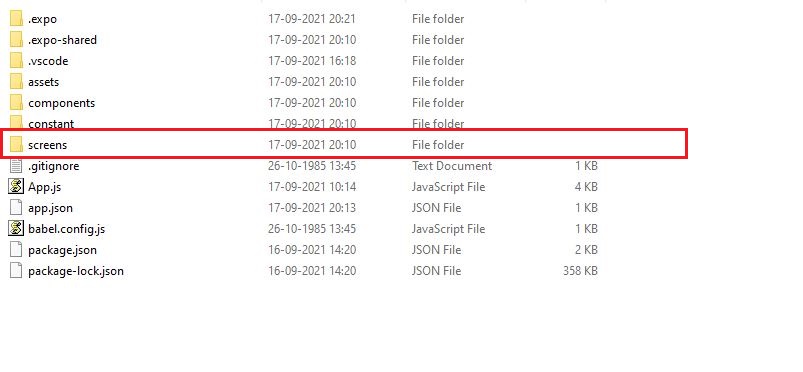 .expo 17-09-2021 20:21 File folder
.expo-shared 17-09-2021 20:10 File folder
.vscode 17-09-2021 16:18 File folder
assets 17-09-2021 20:10 File folder
components 17-09-2021 20:10 File folder
constant 17-09-2021 20:10 File folder
screens 17-09-2021 20:10 File folder
.gitignore 26-10-1985 13:45 Text Document 1 KB
App.js 17-09-2021 10:14 JavaScript File 4 KB
app.json 17-09-2021 20:13 JSON File 1 KB
babel.config.js 26-10-1985 13:45 JavaScript File 1 KB
package.json 16-09-2021 14:20 JSON File 2 KB
package-lock.json 16-09-2021 14:20 JSON File 358 KB